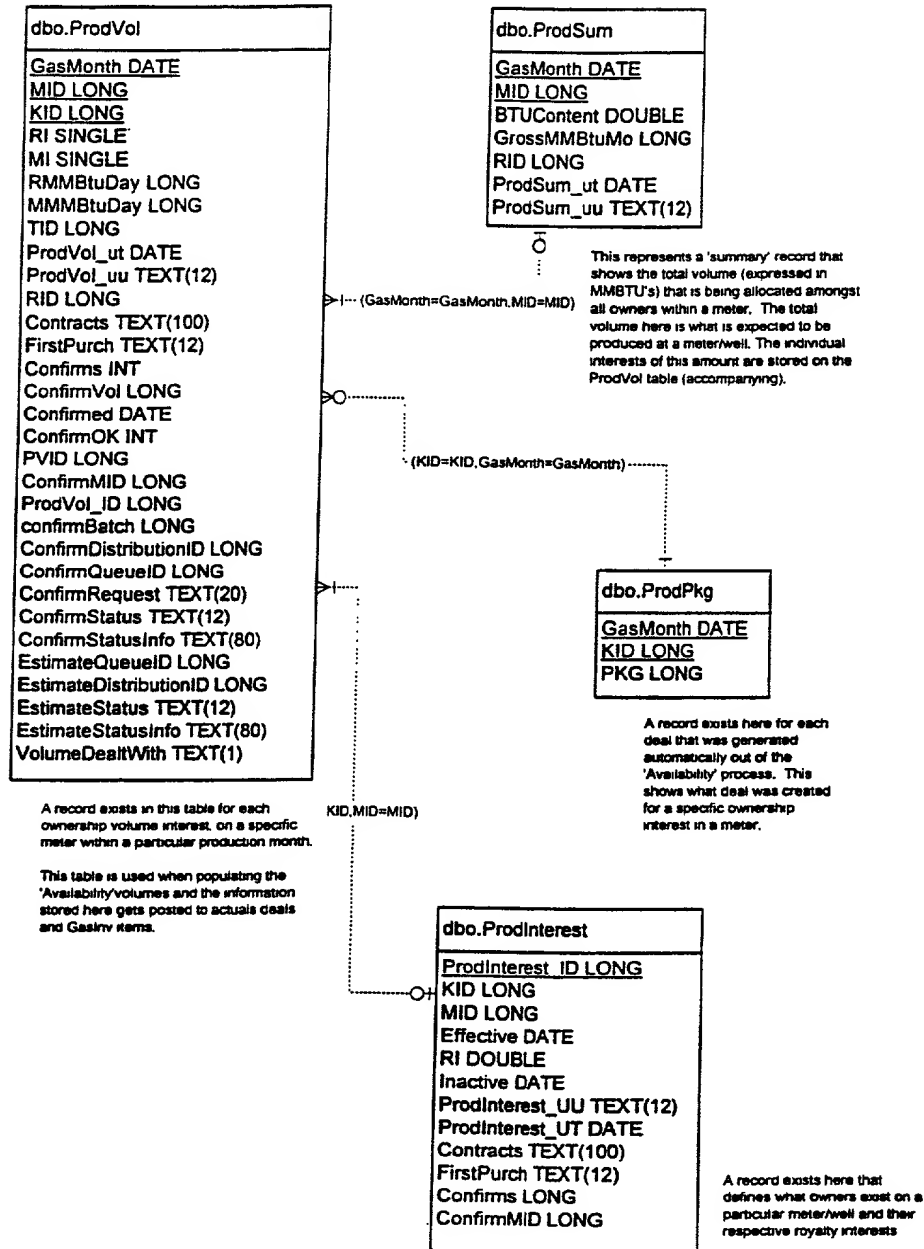 dbo.ProdVol
GasMonth DATE
MID LONG
KID LONG
RI SINGLE
MI SINGLE
RMMBtuDay LONG
MMMBtuDay LONG
TID LONG
ProdVol_ut DATE
ProdVol_uu TEXT(12)
RID LONG
Contracts TEXT(100)
FirstPurch TEXT(12)
Confirms INT
ConfirmVol LONG
Confirmed DATE
ConfirmOK INT
PVID LONG
ConfirmMID LONG
ProdVol_ID LONG
confirmBatch LONG
ConfirmDistributionID LONG
ConfirmQueueID LONG
ConfirmRequest TEXT(20)
ConfirmStatus TEXT(12)
ConfirmStatusInfo TEXT(80)
EstimateQueueID LONG
EstimateDistributionID LONG
EstimateStatus TEXT(12)
EstimateStatusInfo TEXT(80)
VolumeDealtWith TEXT(1)
A record exists in this table for each
ownership volume interest, on a specific
meter within a particular production month.
This table is used when populating the
'Availability'volumes and the information
stored here gets posted to actuals deals
and GasInv items.
dbo.ProdSum
GasMonth DATE
MID LONG
BTUContent DOUBLE
GrossMMBtuMo LONG
RID LONG
ProdSum_ut DATE
ProdSum_uu TEXT(12)
This represents a 'summary' record that
shows the total volume (expressed in
MMBTU's) that is being allocated amongst
all owners within a meter. The total
volume here is what is expected to be
produced at a meter/well. The individual
interests of this amount are stored on the
ProdVol table (accompanying).
(GasMonth=GasMonth,MID=MID)
(KID=KID,GasMonth=GasMonth)
dbo.ProdPkg
GasMonth DATE
KID LONG
PKG LONG
A record exists here for each
deal that was generated
automatically out of the
'Availability' process. This
shows what deal was created
for a specific ownership
interest in a meter.
KID,MID=MID)
dbo.ProdInterest
ProdInterest_ID LONG
KID LONG
MID LONG
Effective DATE
RI DOUBLE
Inactive DATE
ProdInterest_UU TEXT(12)
ProdInterest_UT DATE
Contracts TEXT(100)
FirstPurch TEXT(12)
Confirms LONG
ConfirmMID LONG
A record exists here that
defines what owners exist on a
particular meter/well and their
respective royalty interests